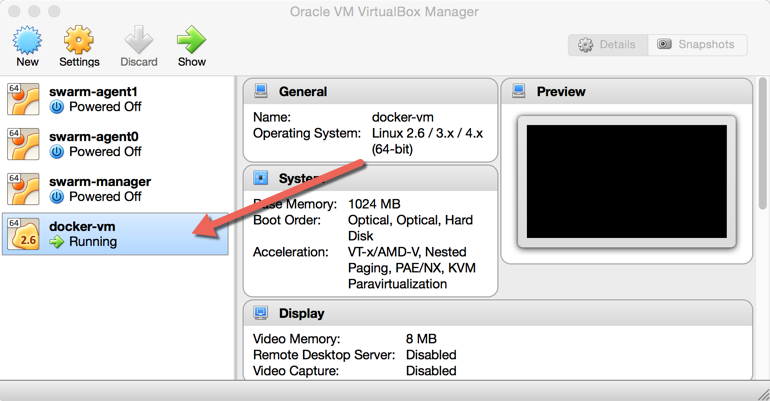 Oracle VM VirtualBox Manager
New Settings Discard Show Details Snapshots
64 swarm-agent1
Powered Off
64 swarm-agent0
Powered Off
64 swarm-manager
Powered Off
64 docker-vm
2.6 Running
General
Name: docker-vm
Operating System: Linux 2.6 / 3.x / 4.x
(64-bit)
System
Base Memory: 1024 MB
Boot Order: Optical, Optical, Hard
Disk
Acceleration: VT-x/AMD-V, Nested
Paging, PAE/NX, KVM
Paravirtualization
Display
Video Memory: 8 MB
Remote Desktop Server: Disabled
Video Capture: Disabled
Preview